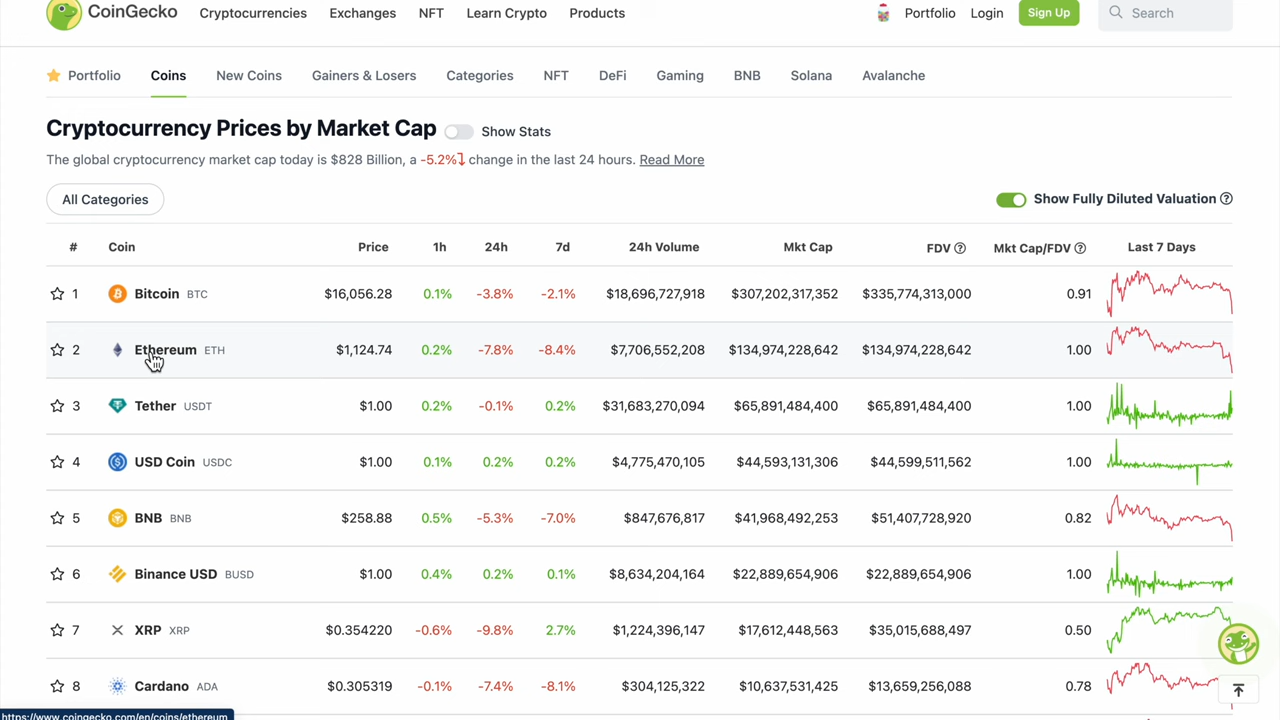 CoinGecko Cryptocurrencies Exchanges NFT Learn Crypto Products Portfolio Login Sign Up Search
Portfolio Coins New Coins Gainers & Losers Categories NFT DeFi Gaming BNB Solana Avalanche
Cryptocurrency Prices by Market Cap Show Stats
The global cryptocurrency market cap today is $828 Billion, a -5.2% change in the last 24 hours. Read More
All Categories Show Fully Diluted Valuation
# Coin Price 1h 24h 7d 24h Volume Mkt Cap FDV Mkt Cap/FDV Last 7 Days
1 Bitcoin BTC $16,056.28 0.1% -3.8% -2.1% $18,696,727,918 $307,202,317,352 $335,774,313,000 0.91
2 Ethereum ETH $1,124.74 0.2% -7.8% -8.4% $7,706,552,208 $134,974,228,642 $134,974,228,642 1.00
3 Tether USDT $1.00 0.2% -0.1% 0.2% $31,683,270,094 $65,891,484,400 $65,891,484,400 1.00
4 USD Coin USDC $1.00 0.1% 0.2% 0.2% $4,775,470,105 $44,593,131,306 $44,599,511,562 1.00
5 BNB BNB $258.88 0.5% -5.3% -7.0% $847,676,817 $41,968,492,253 $51,407,728,920 0.82
6 Binance USD BUSD $1.00 0.4% 0.2% 0.1% $8,634,204,164 $22,889,654,906 $22,889,654,906 1.00
7 XRP XRP $0.354220 -0.6% -9.8% 2.7% $1,224,396,147 $17,612,448,563 $35,015,688,497 0.50
8 Cardano ADA $0.305319 -0.1% -7.4% -8.1% $304,125,322 $10,637,531,425 $13,659,256,088 0.78
https://www.coingecko.com/en/coins/ethereum